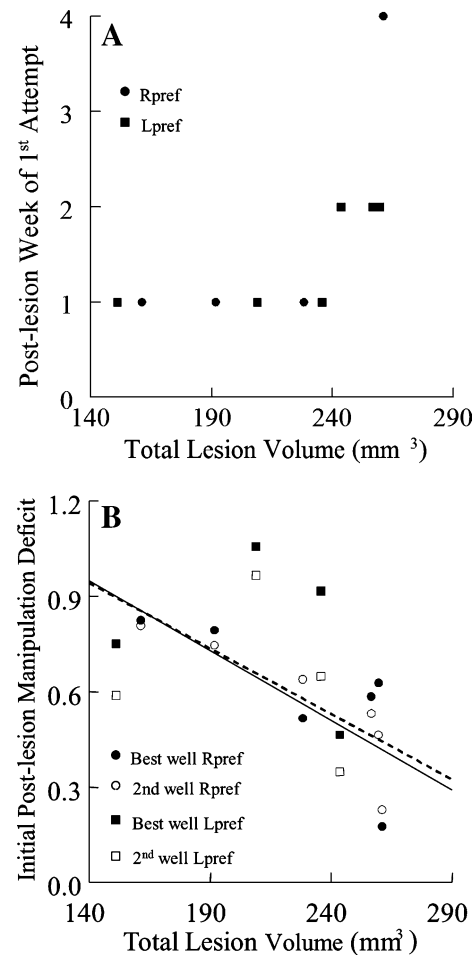 A
Post-lesion Week of 1st Attempt
4
3
2
1
0
Rpref
Lpref
140 190 240 290
Total Lesion Volume (mm 3)
B
Initial Post-lesion Manipulation Deficit
1.2
0.9
0.6
0.3
0.0
Best well Rpref
2nd well Rpref
Best well Lpref
2nd well Lpref
140 190 240 290
Total Lesion Volume (mm3)